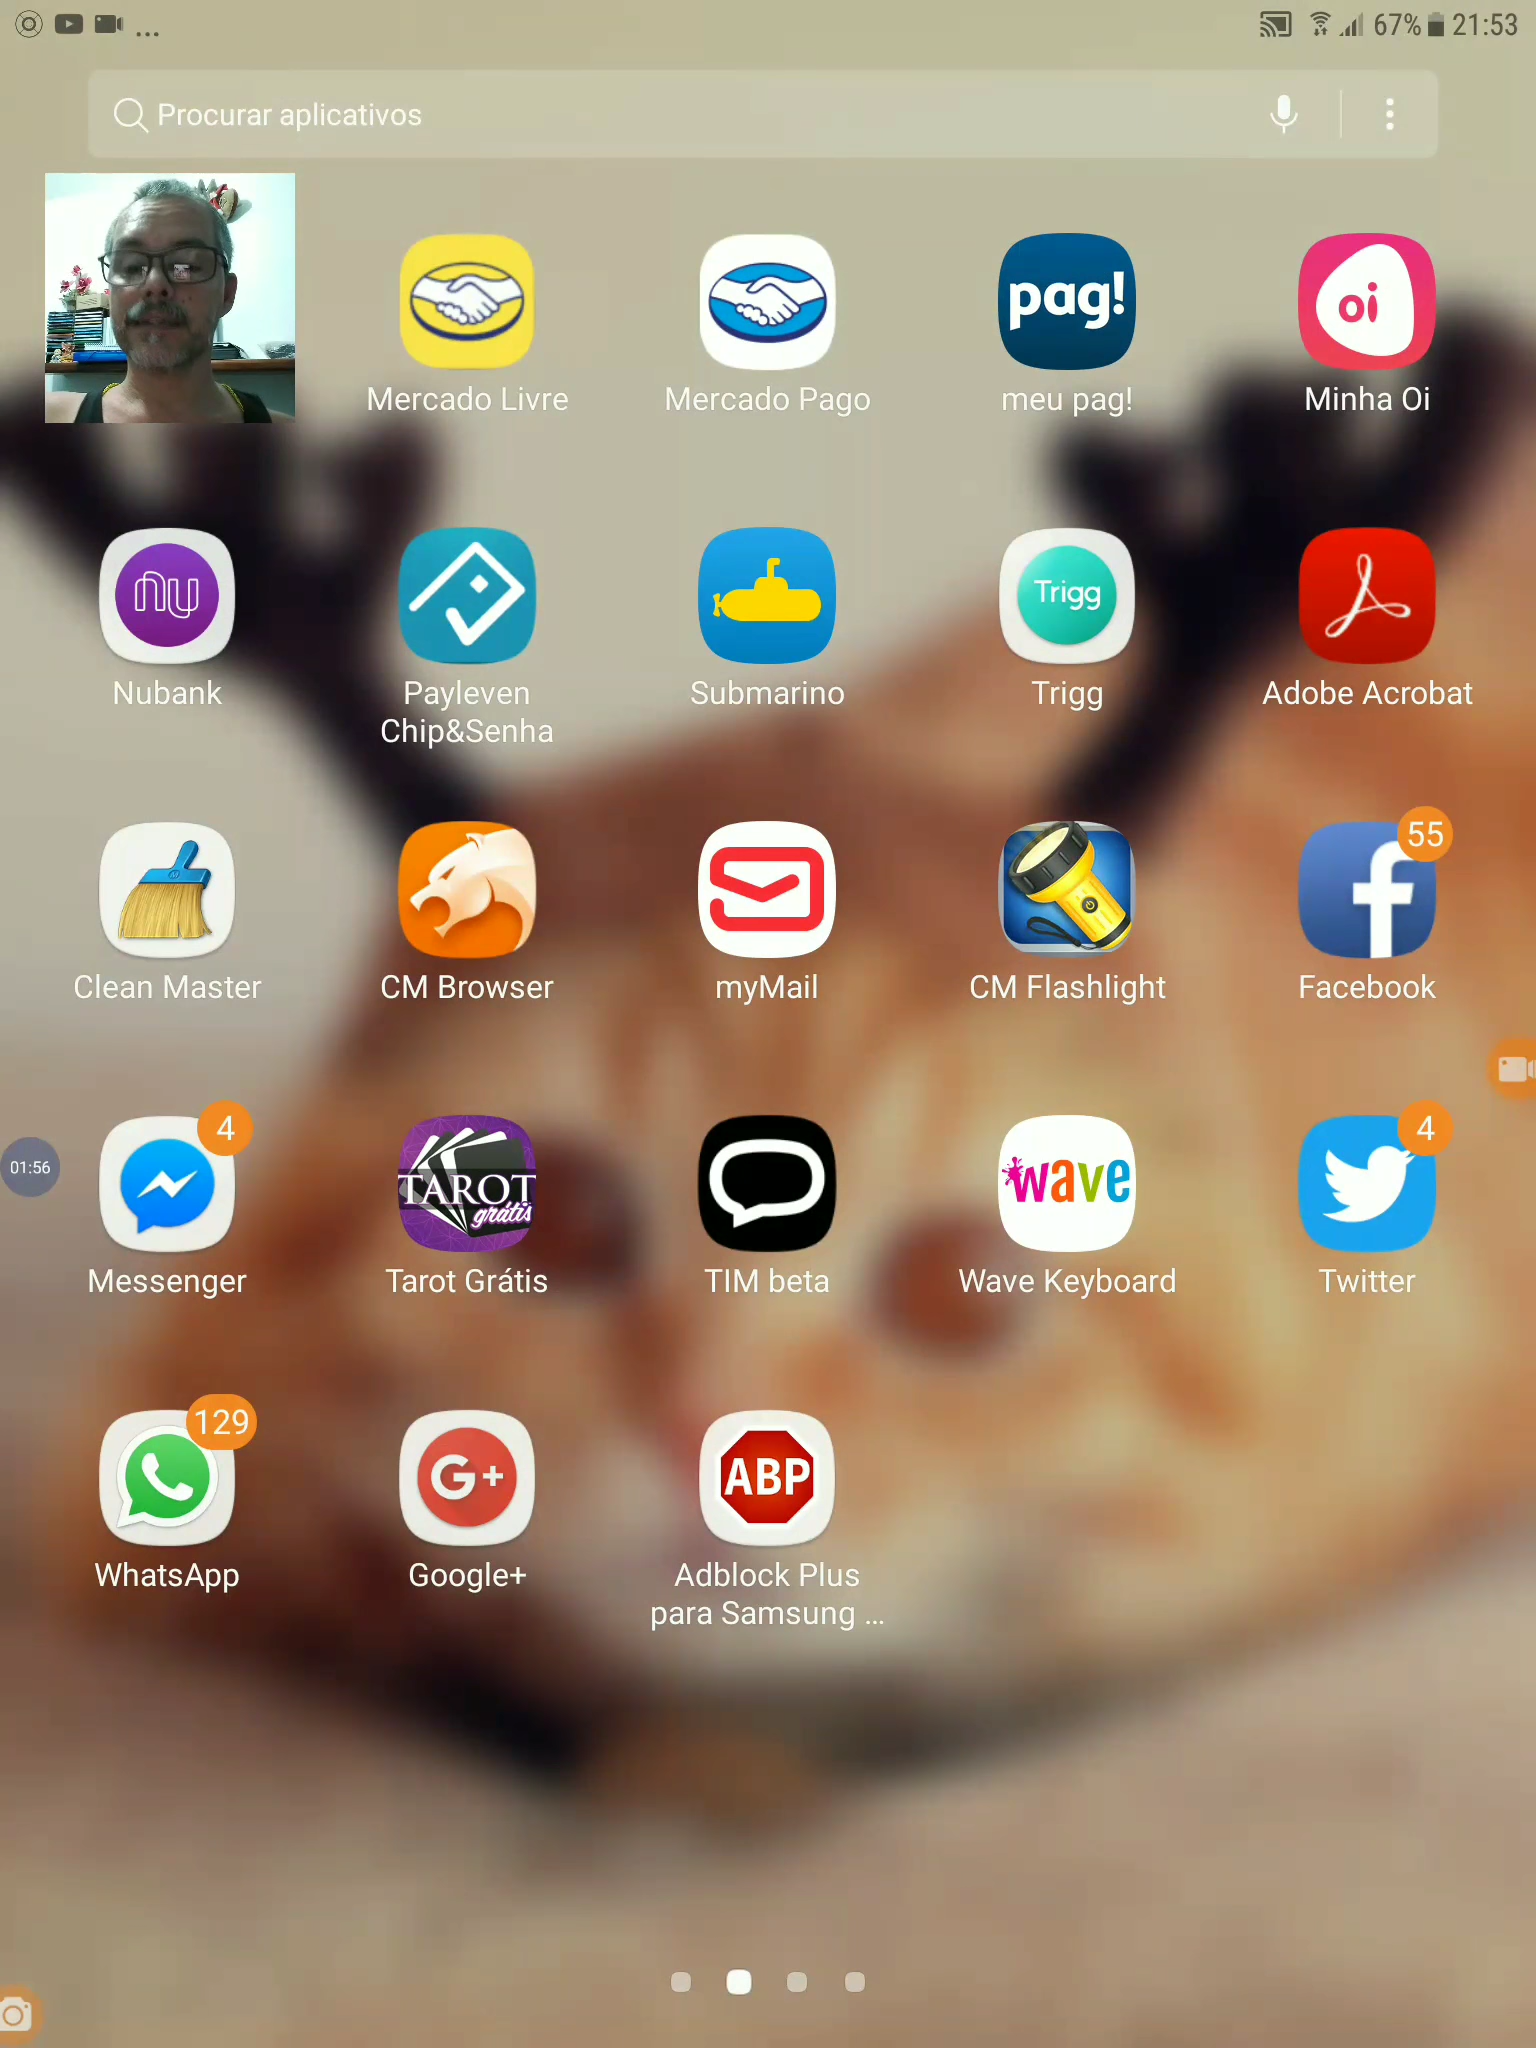 ... 67% 21:53
Procurar aplicativos
pag!
oi
Mercado Livre
Mercado Pago
meu pag!
Minha Oi
nu
Trigg
Nubank
Payleven
Chip&Senha
Submarino
Trigg
Adobe Acrobat
55
Clean Master
CM Browser
myMail
CM Flashlight
Facebook
4
4
01:56
TAROT
grátis
wave
Messenger
Tarot Grátis
TIM beta
Wave Keyboard
Twitter
129
G+
ABP
WhatsApp
Google+
Adblock Plus
para Samsung ...